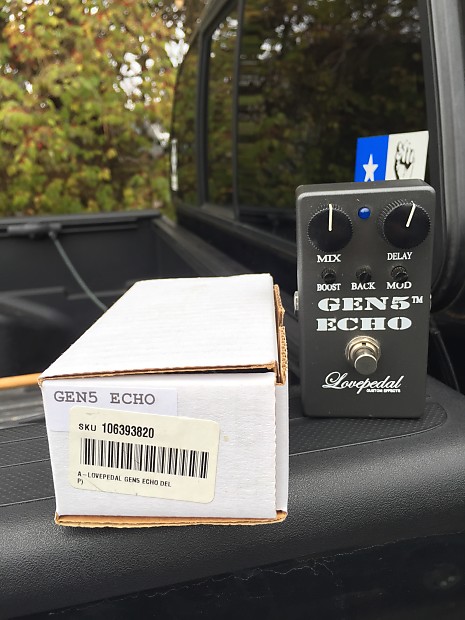 MIX
DELAY
BOOST BACK MOD
GEN5™
ECHO
Lovepedal
CUSTOM EFFECTS
GEN5 ECHO
SKU 106393820
A-LOVEPEDAL GEN5 ECHO DEL
P)